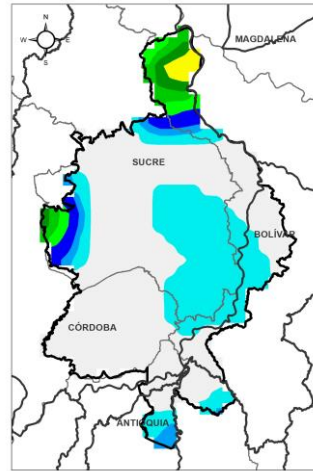 N
W E
S
MAGDALENA
SUCRE
BOLÍVAR
CÓRDOBA
ANTIOQUIA